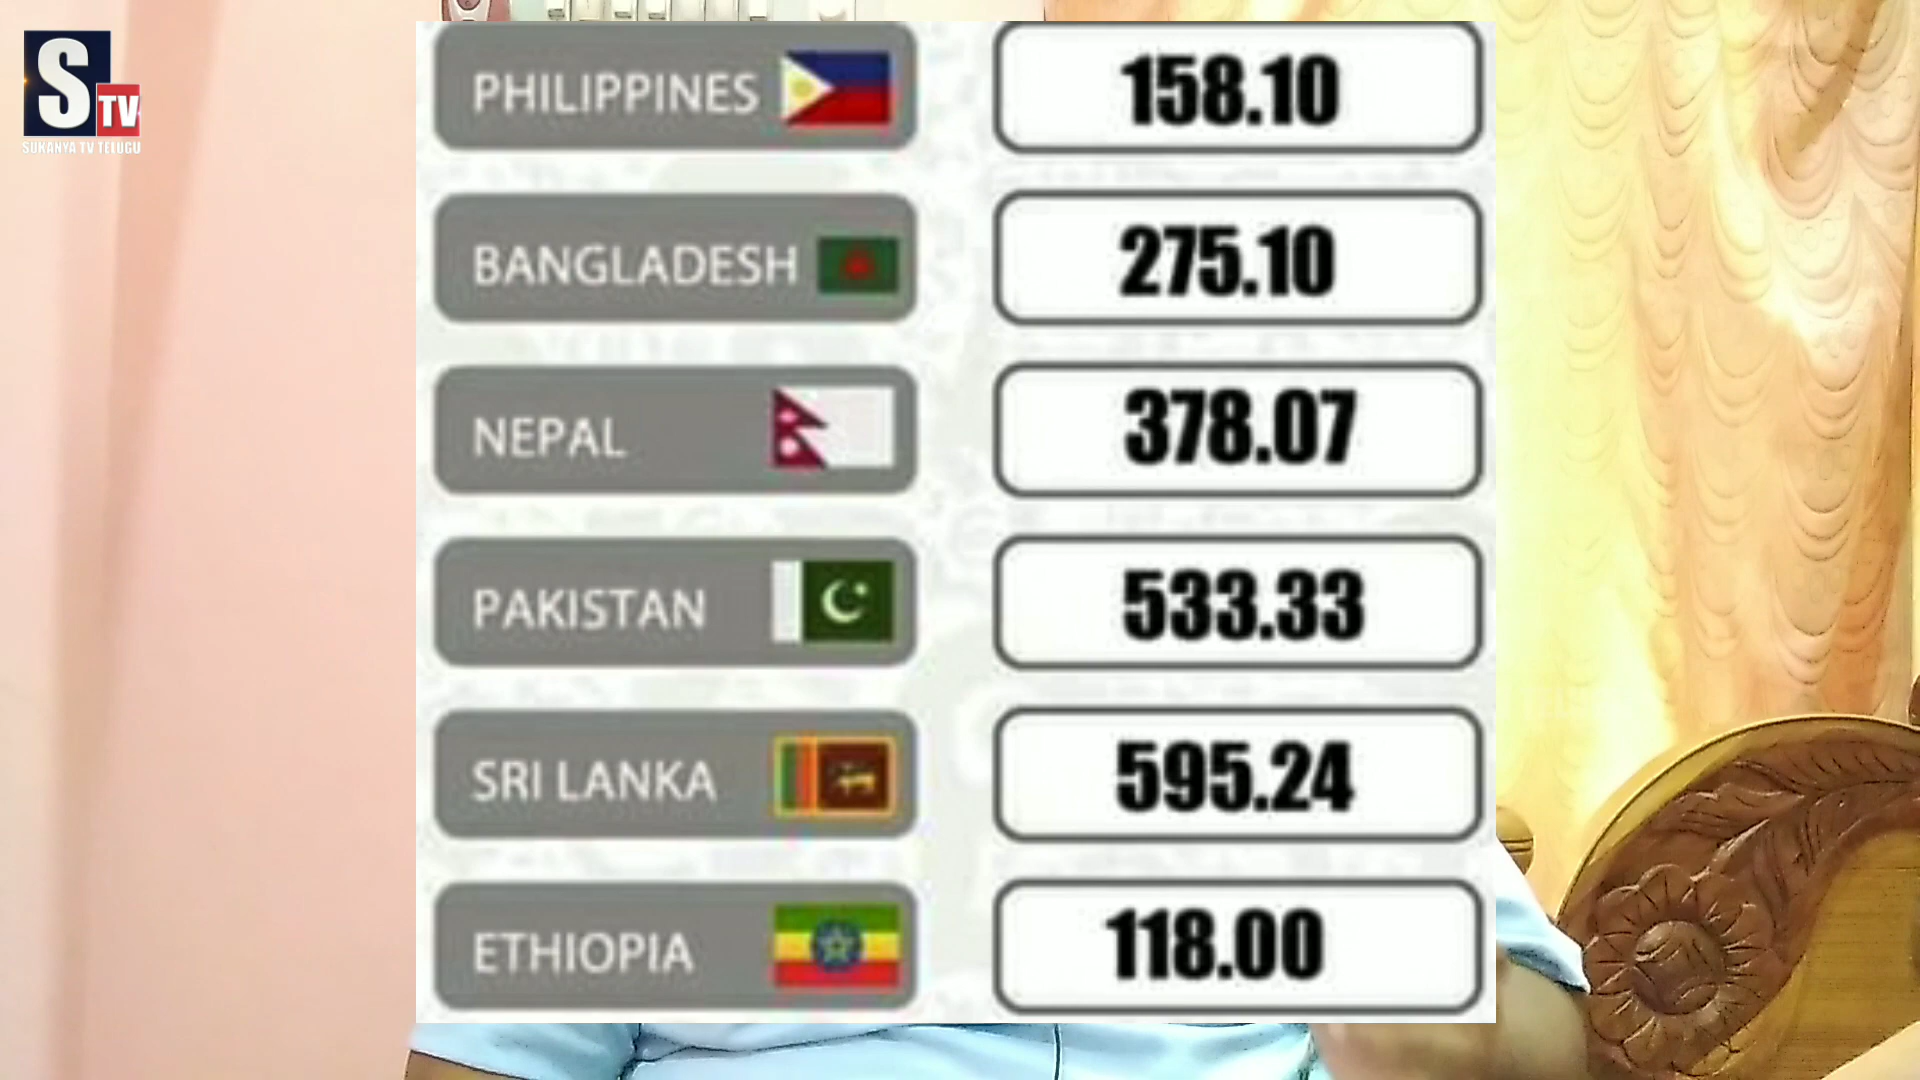 S
TV
SUKANYA TV TELUGU
PHILIPPINES 158.10
BANGLADESH 275.10
NEPAL 378.07
PAKISTAN 533.33
SRI LANKA 595.24
ETHIOPIA 118.00